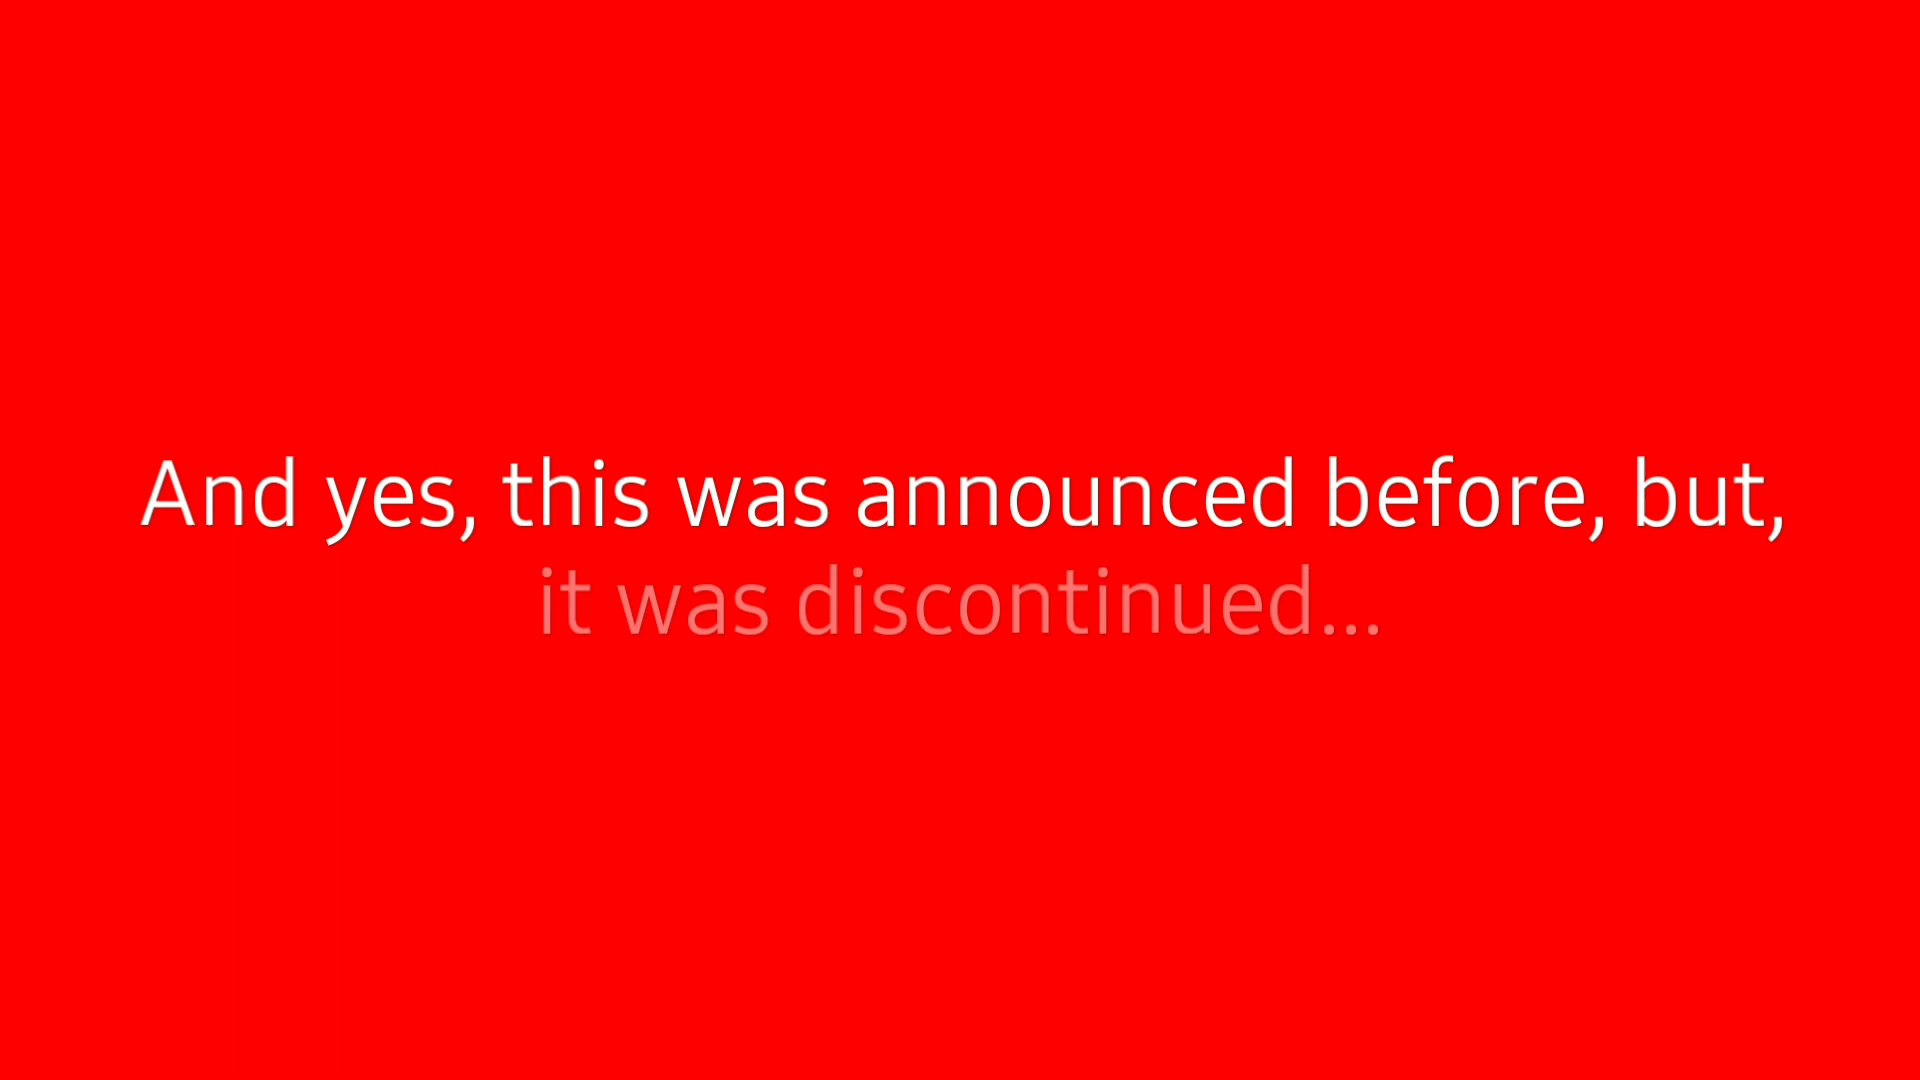 And yes, this was announced before, but,
it was discontinued...